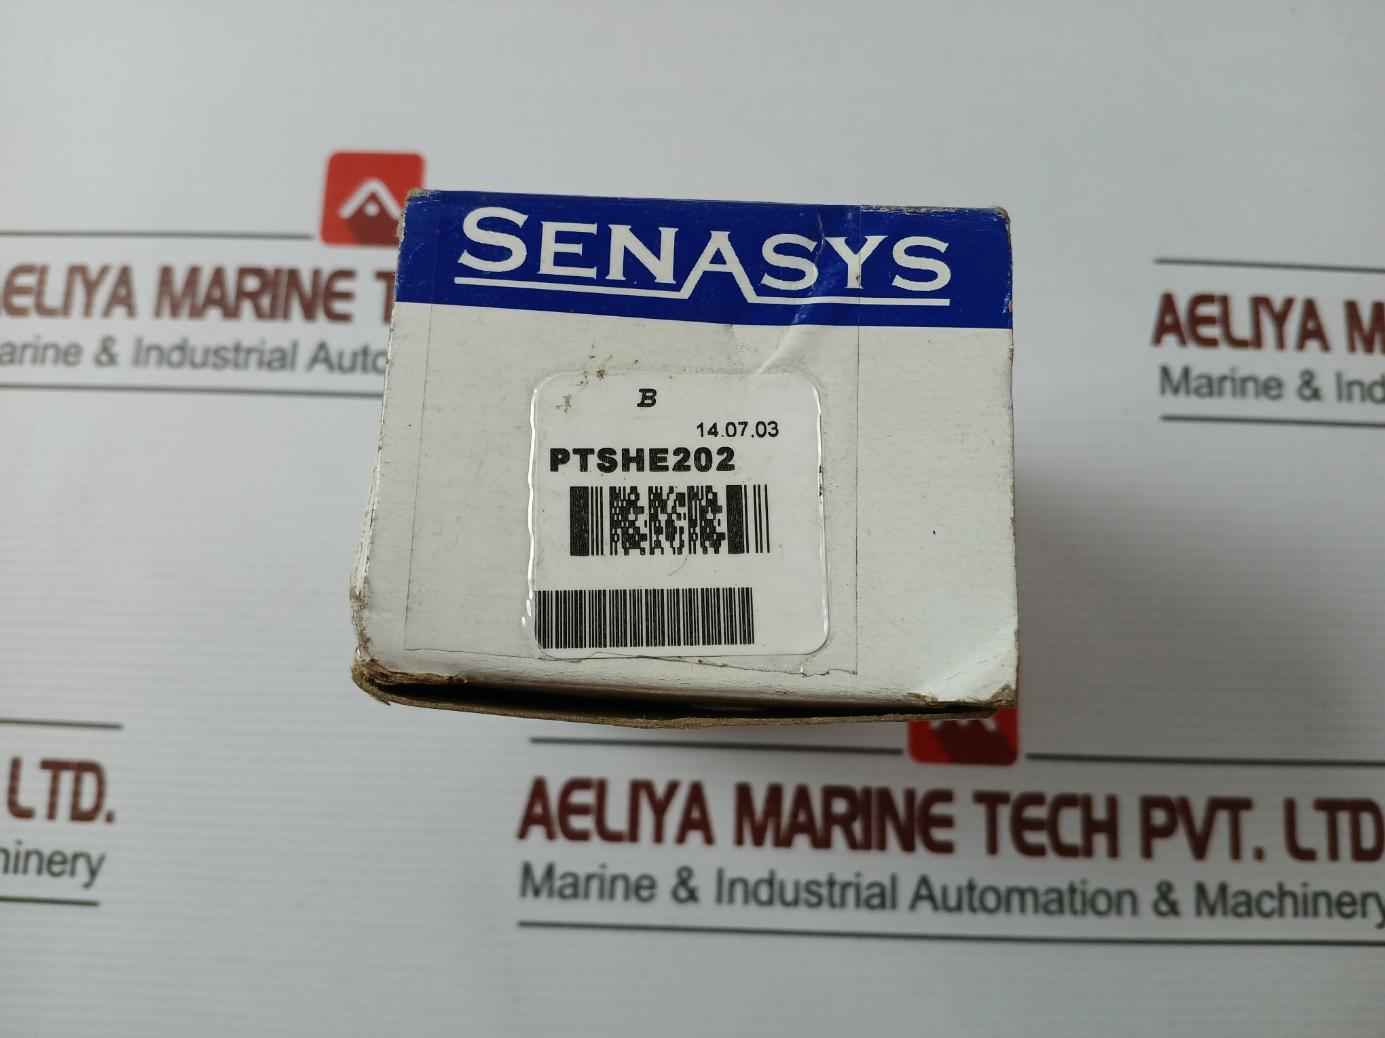 SENASYS
B
14.07.03
PTSHE202
AELIYA MARINE T
arine & Industrial Auto
AELIYA M
Marine & Ind
LTD.
hinery
AELIYA MARINE TECH PVT. LTD
Marine & Industrial Automation & Machinery